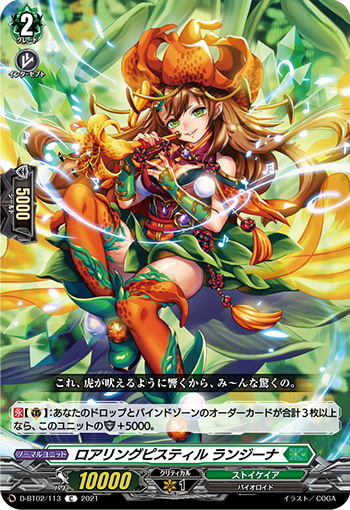 2
グレード
インターセプト
5000
シールド
これ、虎が吠えるように響くから、み～んな驚くの。
永【】:あなたのドロップとバインドゾーンのオーダーカードが合計3枚以上
なら、このユニットの+5000。
ノーマルユニット
ロアリングピスティル ランジーナ
パワー
10000
クリティカル
1
ストイケイア
バイオロイド
D-BT02/113 C 2021
イラスト／COGA